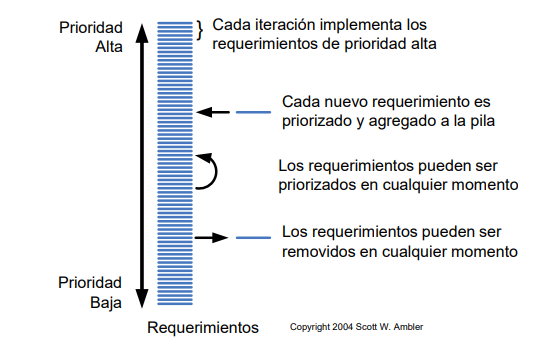 Prioridad
Alta
Cada iteración implementa los
requerimientos de prioridad alta
Cada nuevo requerimiento es
priorizado y agregado a la pila
Los requerimientos pueden ser
priorizados en cualquier momento
Los requerimientos pueden ser
removidos en cualquier momento
Prioridad
Baja
Requerimientos
Copyright 2004 Scott W. Ambler